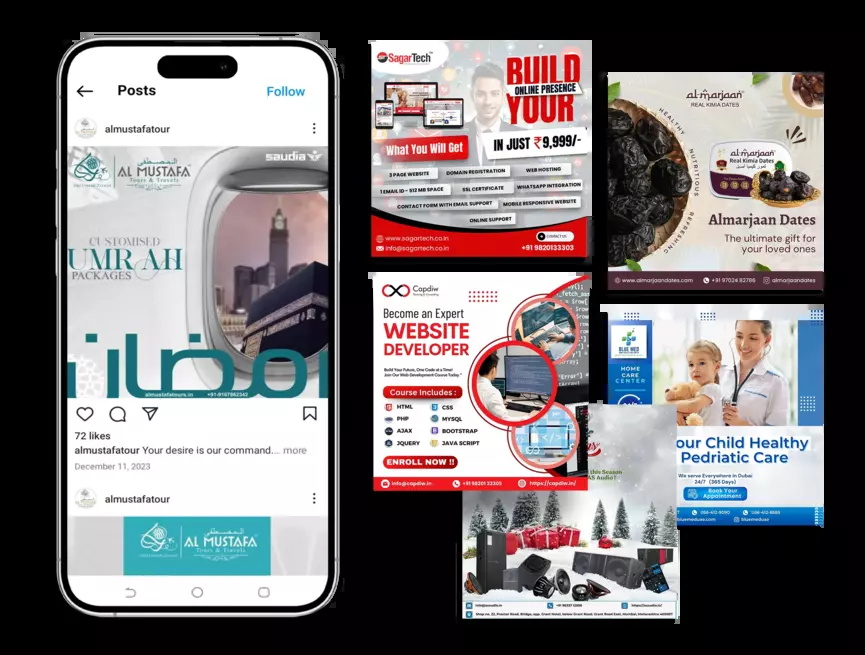 Posts
Follow
almustafatour
المصطفى
AL MUSTAFA
Tours & Travels
saudia
CUSTOMISED
UMRAH
PACKAGES
رمضان
almustafatours.in
+91-8167862342
72 likes
almustafatour Your desire is our command.... more
December 11, 2023
almustafatour
المصطفى
AL MUSTAFA
Tours & Travels
SagarTech
BUILD
ONLINE PRESENCE
YOUR
What You Will Get
IN JUST ₹9,999/-
3 PAGE WEBSITE
DOMAIN REGISTRATION
WEB HOSTING
1 EMAIL ID - 512 MB SPACE
SSL CERTIFICATE
WHATSAPP INTEGRATION
CONTACT FORM WITH EMAIL SUPPORT
MOBILE RESPONSIVE WEBSITE
ONLINE SUPPORT
www.sagartech.co.in
CONTACT US
info@sagartech.co.in
+91 9820133303
al-marjaan
REAL KIMIA DATES
HEALTHY
NUTRITIOUS
REFRESHING
al-marjaan
Real Kimia Dates
Almarjaan Dates
The ultimate gift for
your loved ones
www.almarjaandates.com
+91 97024 82786
almarjaandates
Capdiw
Become an Expert
WEBSITE
DEVELOPER
Build Your Future, One Code at a Time!
Join Our Web Development Course Today "
Course Includes :
HTML
CSS
PHP
MYSQL
AJAX
BOOTSTRAP
JQUERY
JAVA SCRIPT
ENROLL NOW !!
info@capdiw.in
+91 98201 33303
https://capdiw.in/
BLUE MED
HOME
CARE
CENTER
our Child Healthy
Pedriatic Care
We serve Everywhere in Dubai
24/7 (365 Days)
Book Your
Appointment
bluemeduae.com
bluemeduae
this Season
AS Audio?